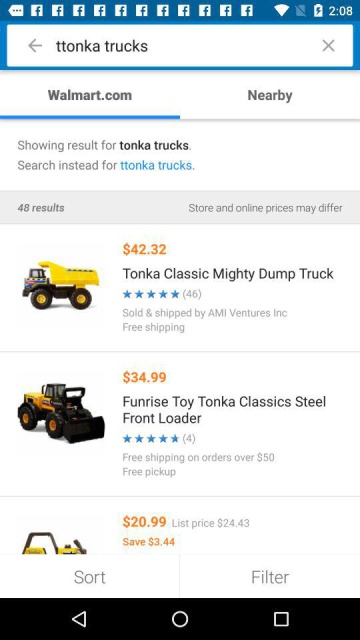 2:08
ttonka trucks
Walmart.com
Nearby
Showing result for tonka trucks.
Search instead for ttonka trucks.
48 results
Store and online prices may differ
$42.32
Tonka Classic Mighty Dump Truck
(46)
Sold & shipped by AMI Ventures Inc
Free shipping
$34.99
Funrise Toy Tonka Classics Steel
Front Loader
(4)
Free shipping on orders over $50
Free pickup
$20.99 List price $24.43
Save $3.44
Sort
Filter